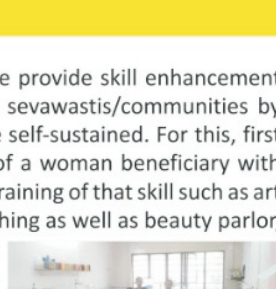 e provide skill enhancement
sevawastis/communities by
self-sustained. For this, first
of a woman beneficiary with
raining of that skill such as art
hing as well as beauty parlor